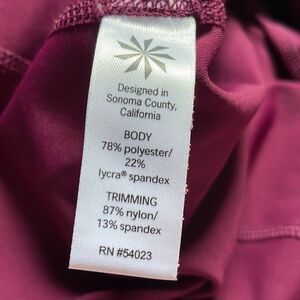 Designed in
Sonoma County,
California
BODY
78% polyester/
22%
lycra® spandex
TRIMMING
87% nylon/
13% spandex
RN #54023